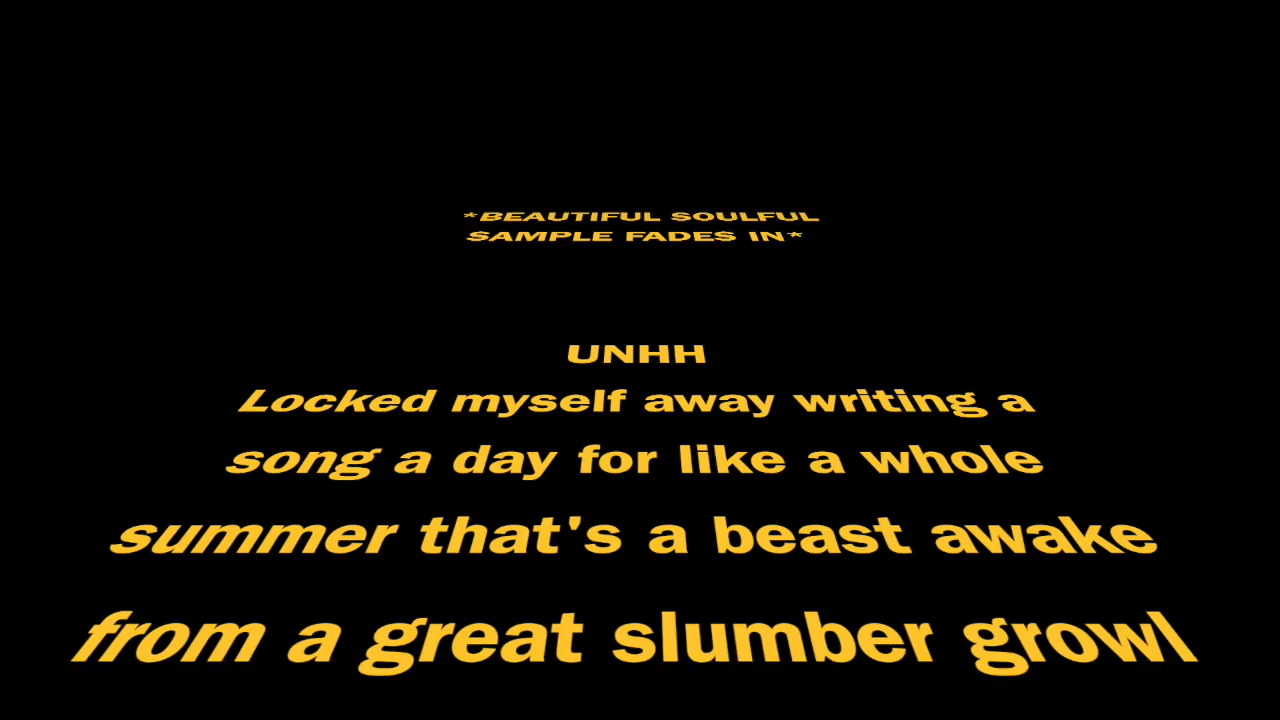 *BEAUTIFUL SOULFUL
SAMPLE FADES IN*
UNHH
Locked myself away writing a
song a day for like a whole
summer that's a beast awake
from a great slumber growl